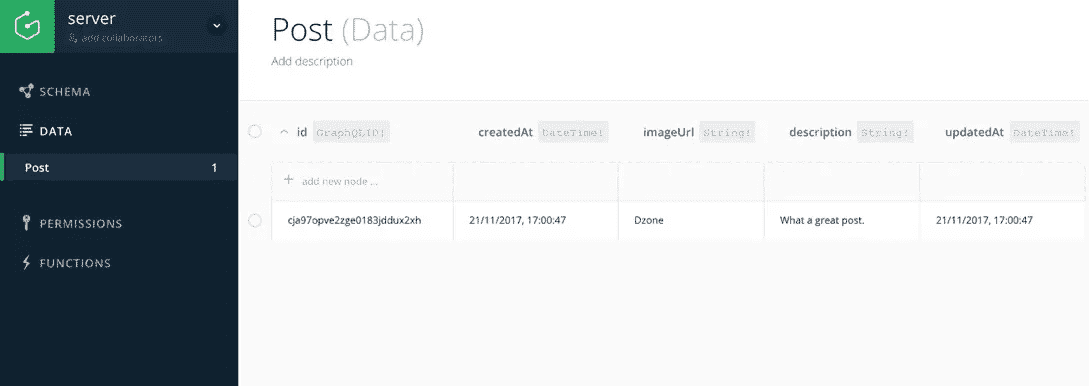 server
add collaborators
SCHEMA
DATA
Post 1
PERMISSIONS
FUNCTIONS
Post (Data)
Add description
id GraphQLID! createdAt DateTime! imageUrl String! description String! updatedAt DateTime!
+ add new node ...
cja97opve2zge0183jddux2xh 21/11/2017, 17:00:47 Dzone What a great post. 21/11/2017, 17:00:47